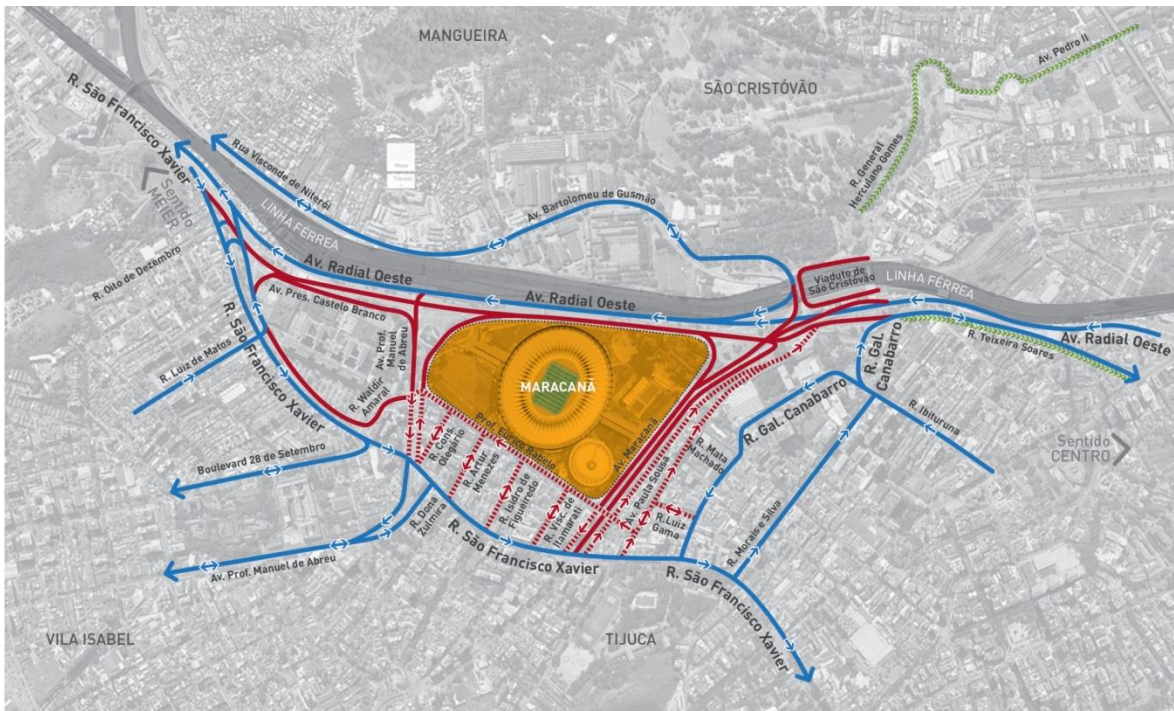 MANGUEIRA
SÃO CRISTÓVÃO
Av. Pedro II
R. General
Herculano Gomes
R. São Francisco Xavier
Sentido
MEIER
Rua Visconde de Niterói
LINHA FÉRREA
Av. Bartolomeu de Gusmão
R. Oito de Dezembro
Av. Radial Oeste
Av. Radial Oeste
Viaduto de
São Cristóvão
LINHA FÉRREA
Av. Pres. Castelo Branco
Av. Prof.
Manuel
de Abreu
R. Luiz de Matos
R. São Francisco Xavier
R. Waldir
Amaral
MARACANÃ
Av. Maracanã
R. Gal.
Canabarro
R. Teixeira Soares
Av. Radial Oeste
R. Gal. Canabarro
R. Ibituruna
Sentido
CENTRO
Boulevard 28 de Setembro
R. Cons.
Olegário
R. Artur
Menezes
Prof. Eurico Rabelo
R. Isidro de
Figueiredo
R. Visc. de
Itamarati
Av. Paula Sousa
R. Mata
Machado
R. Luiz
Gama
R. Morais e Silva
R. Dona
Zulmira
R. São Francisco Xavier
R. São Francisco Xavier
Av. Prof. Manuel de Abreu
VILA ISABEL
TIJUCA